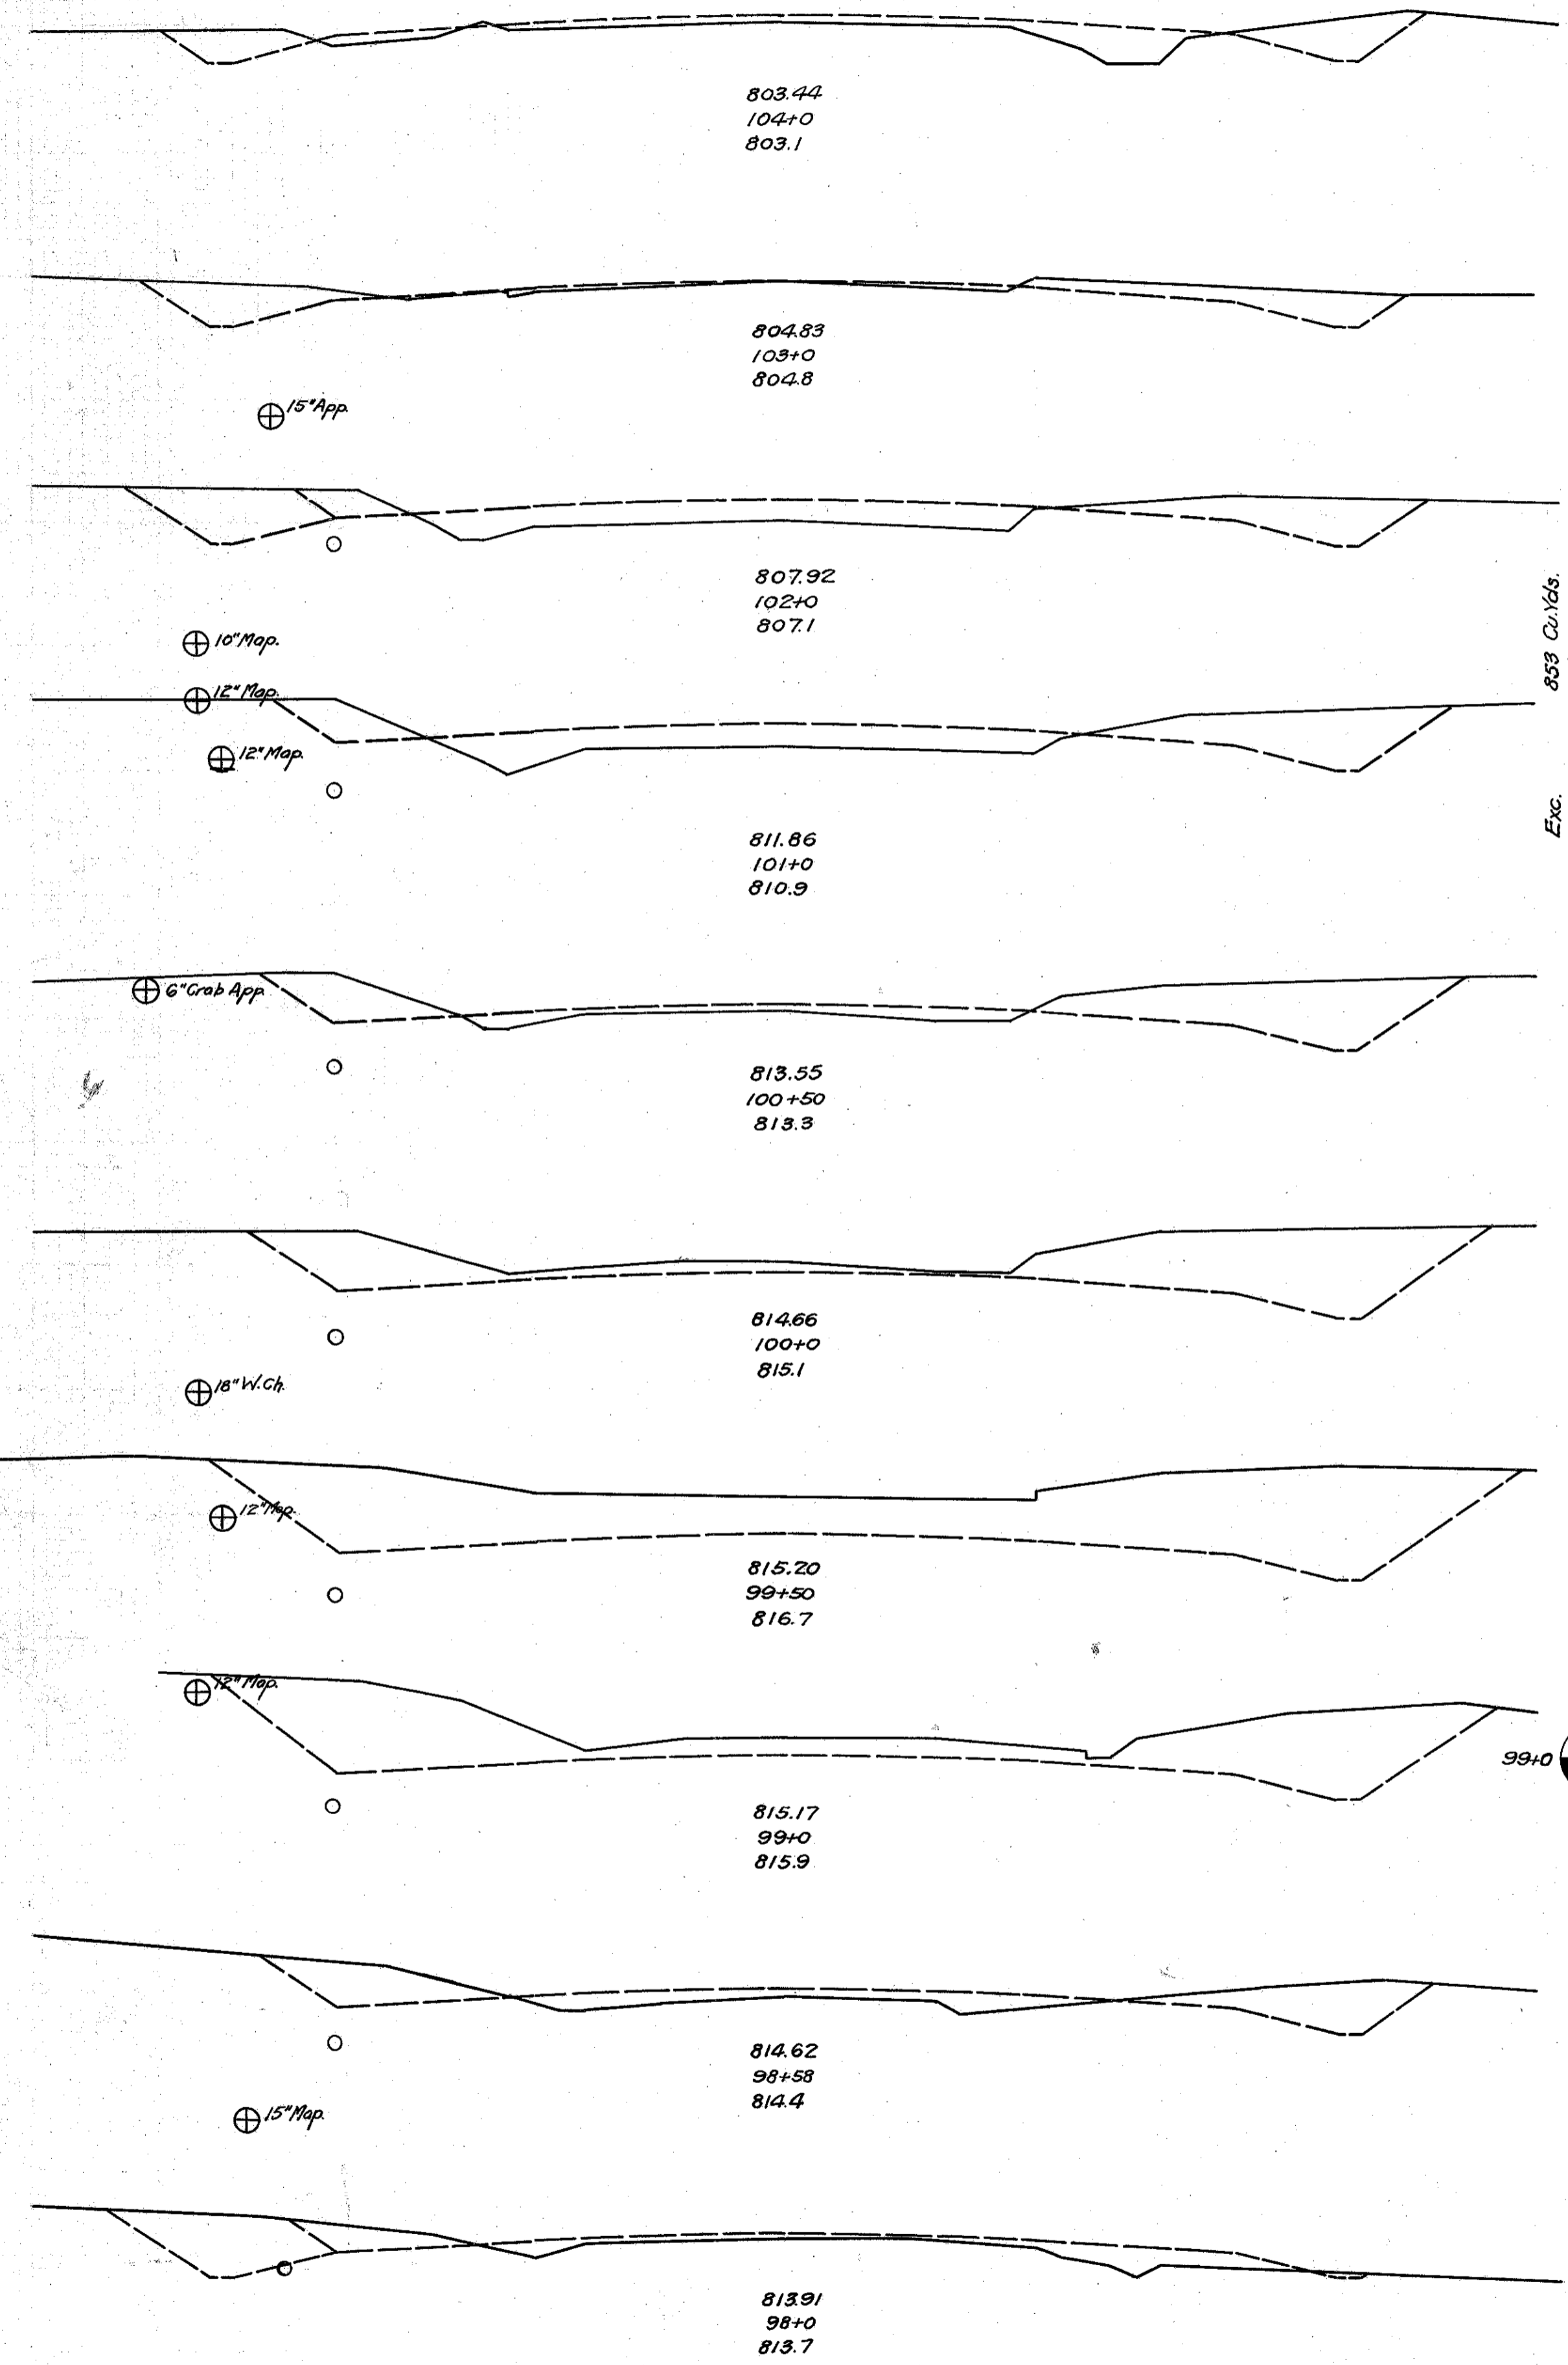 803.44
104+0
803.1
804.83
103+0
804.8
15" App.
807.92
102+0
807.1
10" Map.
12" Map.
12" Map.
853 Cu.Yds.
Exc.
811.86
101+0
810.9
6" Crab App.
813.55
100+50
813.3
814.66
100+0
815.1
18" W.Ch.
12" Map.
815.20
99+50
816.7
12" Map.
99+0
815.17
99+0
815.9
814.62
98+58
814.4
15" Map.
813.91
98+0
813.7